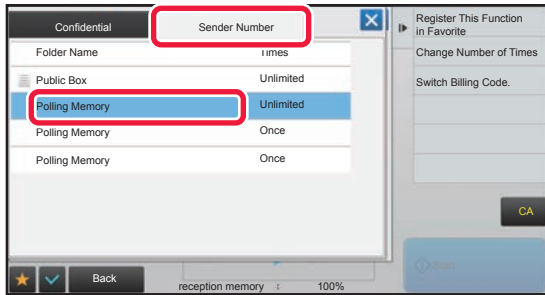 Confidential
Sender Number
Folder Name
Times
Public Box
Unlimited
Polling Memory
Unlimited
Polling Memory
Once
Polling Memory
Once
Back
reception memory : 100%
Register This Function
in Favorite
Change Number of Times
Switch Billing Code.
CA
Start